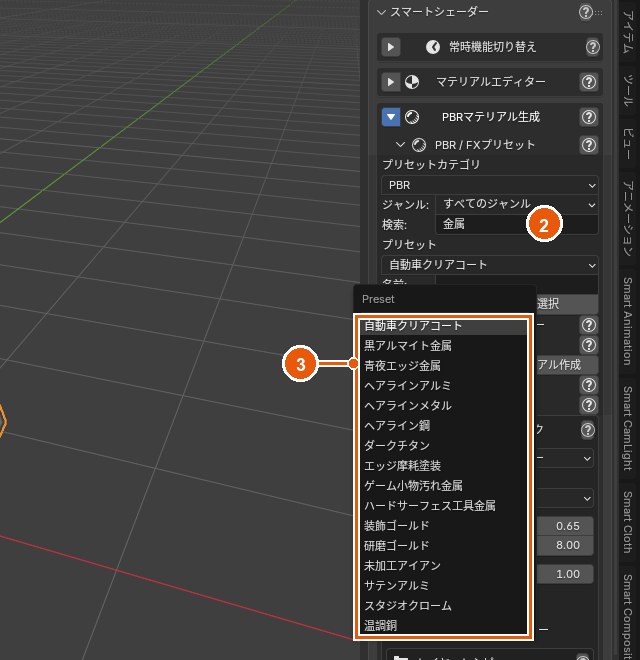 スマートシェーダー
常時機能切り替え
マテリアルエディター
PBRマテリアル生成
PBR / FXプリセット
プリセットカテゴリ
PBR
ジャンル: すべてのジャンル
検索: 金属
2
プリセット
自動車クリアコート
Preset
選択
自動車クリアコート
黒アルマイト金属
青夜エッジ金属
3
アル作成
ヘアラインアルミ
ヘアラインメタル
ヘアライン鋼
ダークチタン
エッジ摩耗塗装
ゲーム小物汚れ金属
ハードサーフェス工具金属
装飾ゴールド
0.65
研磨ゴールド
8.00
未加工アイアン
サテンアルミ
1.00
スタジオクローム
温調銅
アイテム
ツール
ビュー
アニメーション
Smart Animation
Smart CamLight
Smart Cloth
Smart Composit